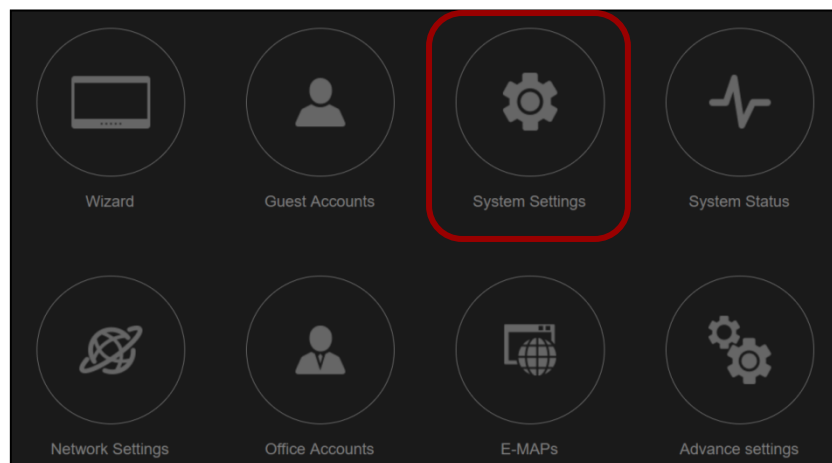 Wizard
Guest Accounts
System Settings
System Status
Network Settings
Office Accounts
E-MAPs
Advance settings